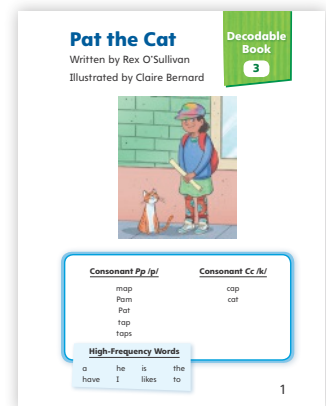 Pat the Cat
Written by Rex O'Sullivan
Illustrated by Claire Bernard
Decodable
Book
3
Consonant Pp /p/
map
Pam
Pat
tap
taps
Consonant Cc /k/
cap
cat
High-Frequency Words
a he is the
have I likes to
1